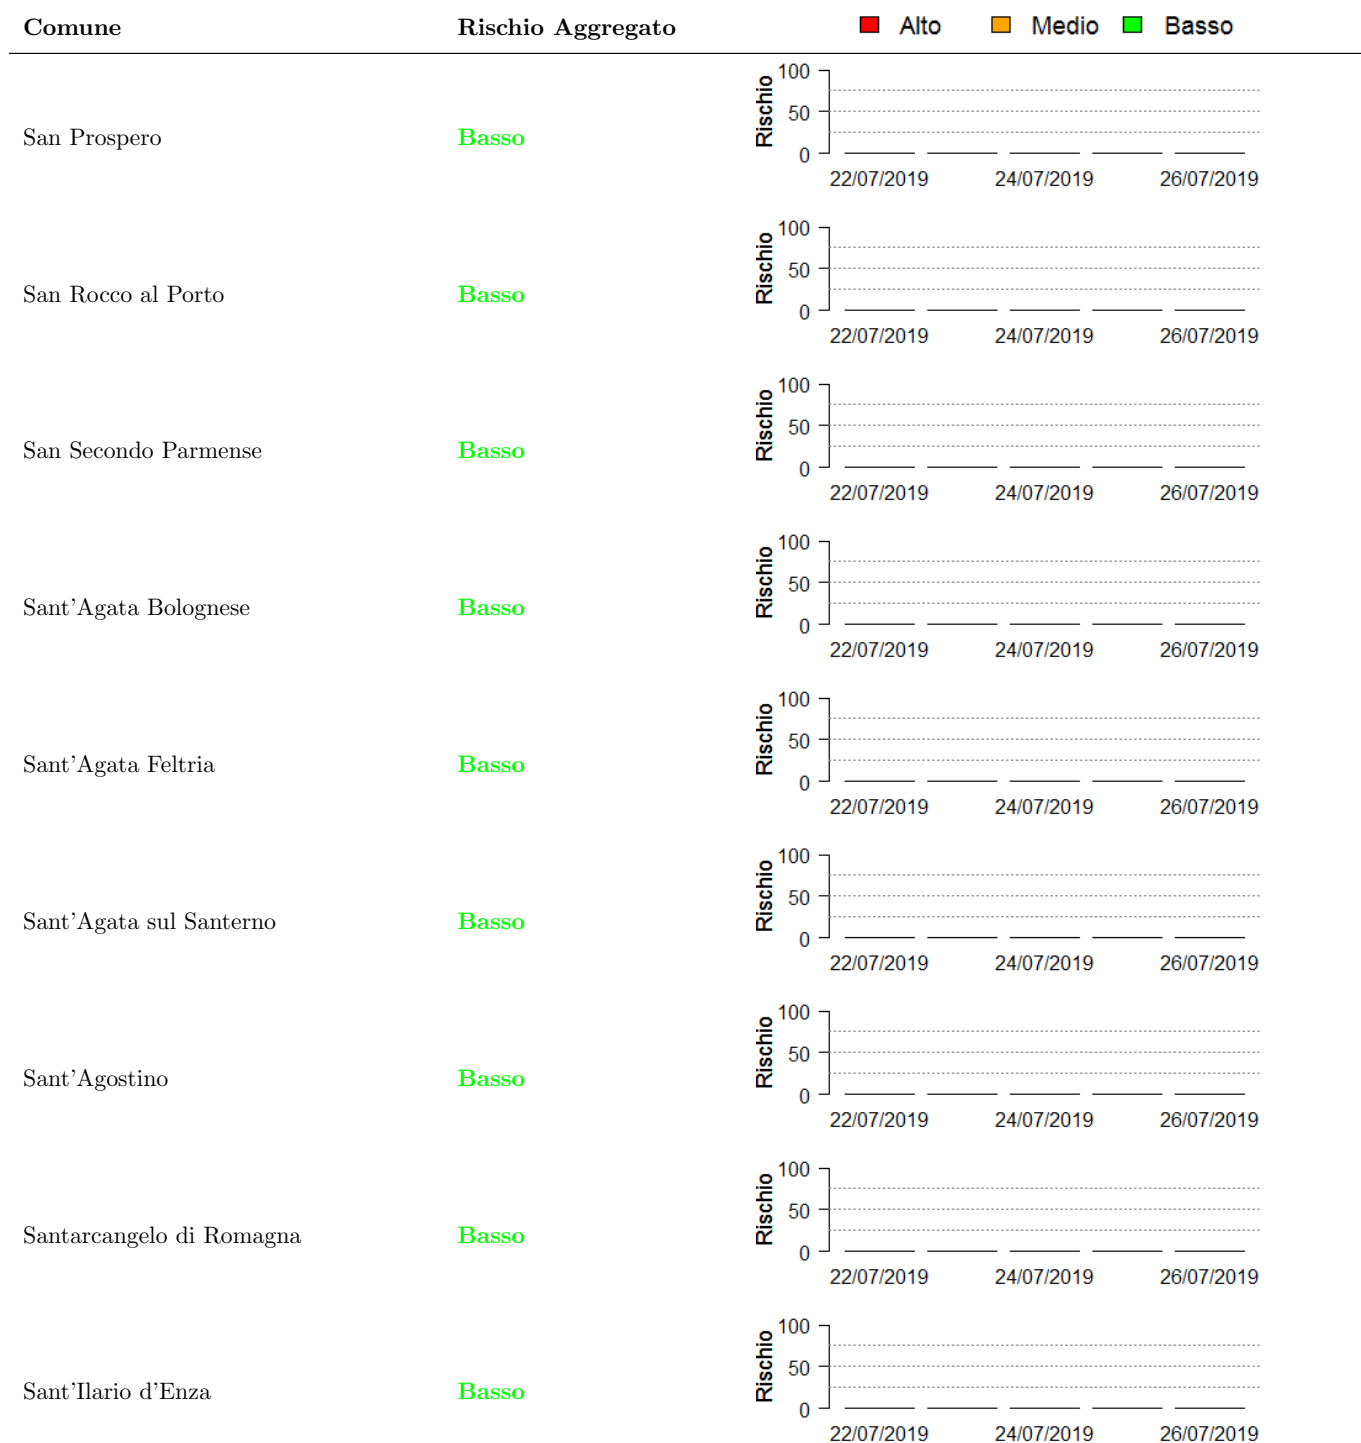 Comune Rischio Aggregato Alto Medio Basso
San Prospero Basso Rischio 100 50 0
22/07/2019 24/07/2019 26/07/2019
San Rocco al Porto Basso Rischio 100 50 0
22/07/2019 24/07/2019 26/07/2019
San Secondo Parmense Basso Rischio 100 50 0
22/07/2019 24/07/2019 26/07/2019
Sant'Agata Bolognese Basso Rischio 100 50 0
22/07/2019 24/07/2019 26/07/2019
Sant'Agata Feltria Basso Rischio 100 50 0
22/07/2019 24/07/2019 26/07/2019
Sant'Agata sul Santerno Basso Rischio 100 50 0
22/07/2019 24/07/2019 26/07/2019
Sant'Agostino Basso Rischio 100 50 0
22/07/2019 24/07/2019 26/07/2019
Santarcangelo di Romagna Basso Rischio 100 50 0
22/07/2019 24/07/2019 26/07/2019
Sant'Ilario d'Enza Basso Rischio 100 50 0
22/07/2019 24/07/2019 26/07/2019